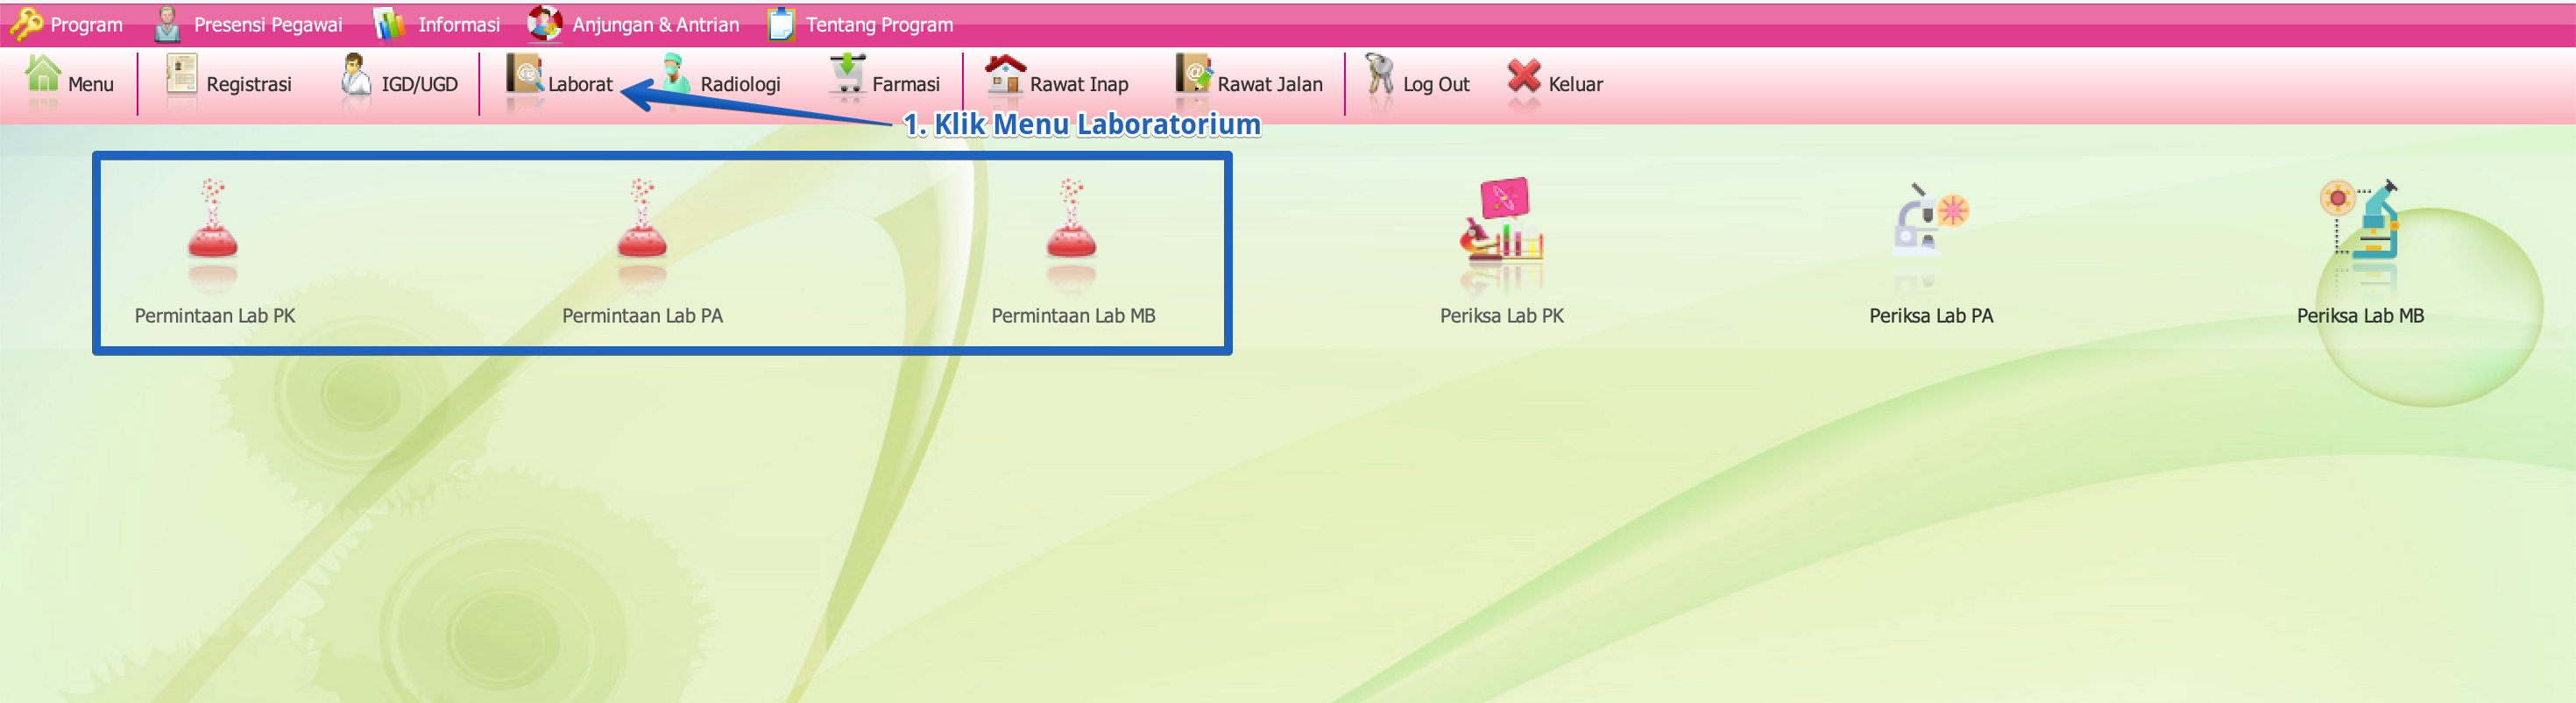 Program Presensi Pegawai Informasi Anjungan & Antrian Tentang Program
Menu Registrasi IGD/UGD Laborat Radiologi Farmasi Rawat Inap Rawat Jalan Log Out Keluar
1. Klik Menu Laboratorium
Permintaan Lab PK Permintaan Lab PA Permintaan Lab MB Periksa Lab PK Periksa Lab PA Periksa Lab MB